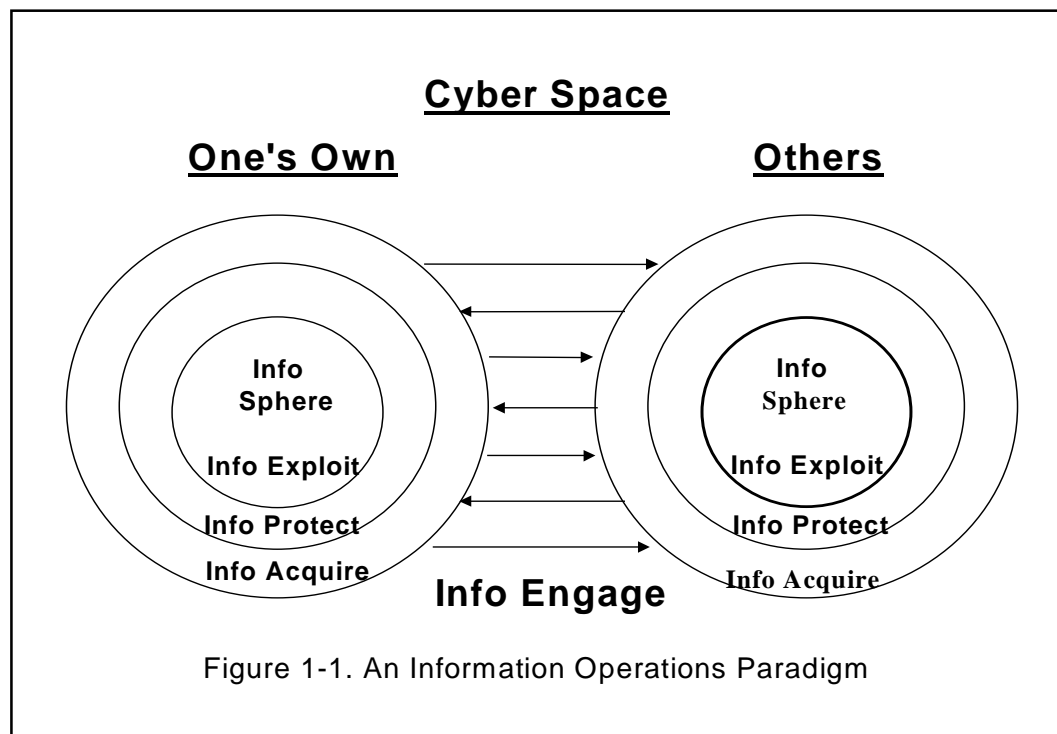 Cyber Space
One's Own
Others
Info
Sphere
Info Exploit
Info Protect
Info Acquire
Info
Sphere
Info Exploit
Info Protect
Info Acquire
Info Engage
Figure 1-1. An Information Operations Paradigm